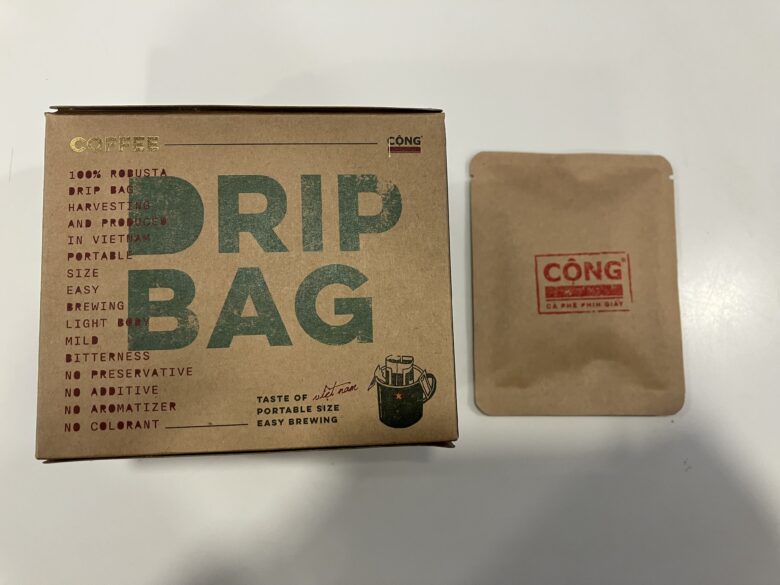 COFFEE
CỘNG
100% ROBUSTA
DRIP BAG
HARVESTING
AND PRODUCED
IN VIETNAM
PORTABLE
SIZE
EASY
BREWING
LIGHT BODY
MILD
BITTERNESS
NO PRESERVATIVE
NO ADDITIVE
NO AROMATIZER
NO COLORANT
DRIP
BAG
TASTE OF việt nam
PORTABLE SIZE
EASY BREWING
CỘNG
CÀ PHÊ PHIN GIẤY